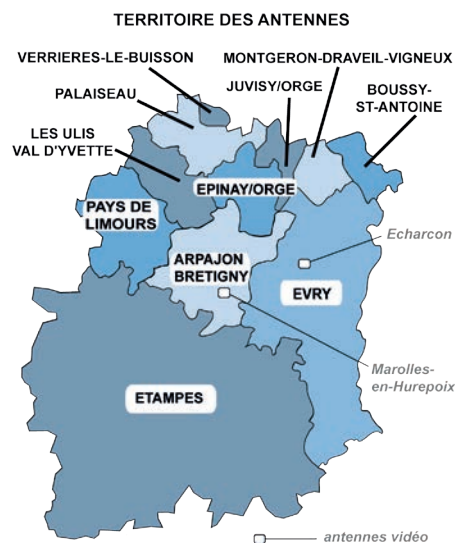 TERRITOIRE DES ANTENNES
VERRIERES-LE-BUISSON
MONTGERON-DRAVEIL-VIGNEUX
PALAISEAU
JUVISY/ORGE
BOUSSY-
ST-ANTOINE
LES ULIS
VAL D'YVETTE
EPINAY/ORGE
PAYS DE
LIMOURS
Echarcon
ARPAJON
BRETIGNY
EVRY
Marolles-
en-Hurepoix
ETAMPES
antennes vidéo